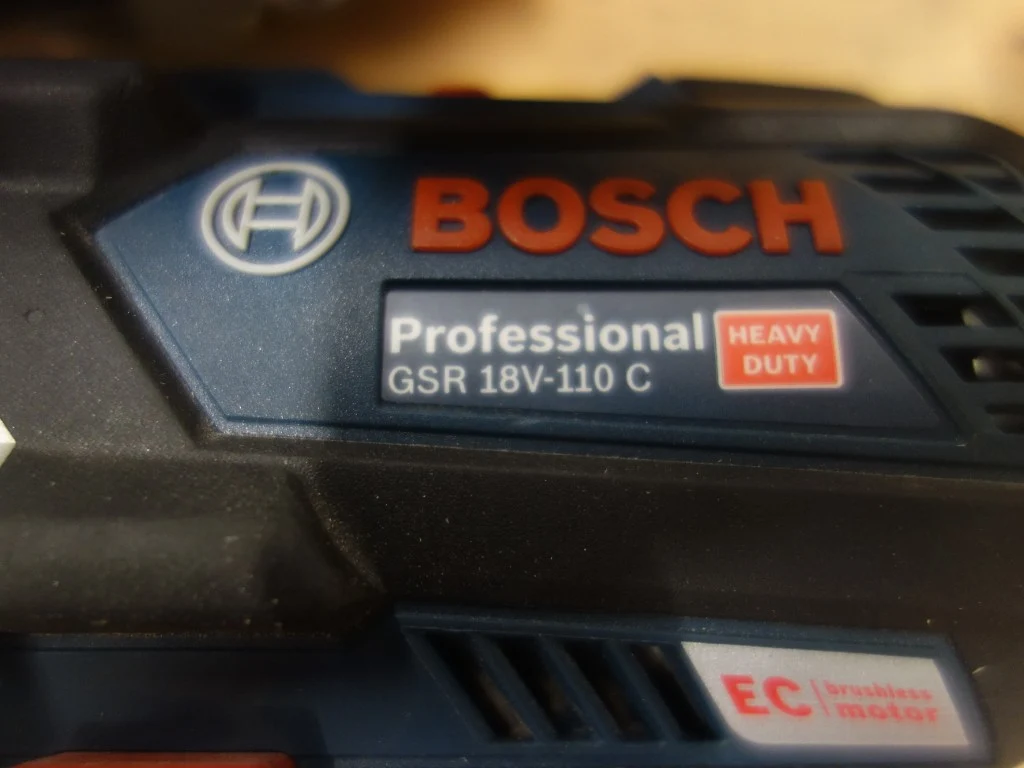 BOSCH
Professional
GSR 18V-110 C
HEAVY
DUTY
EC brushless
motor